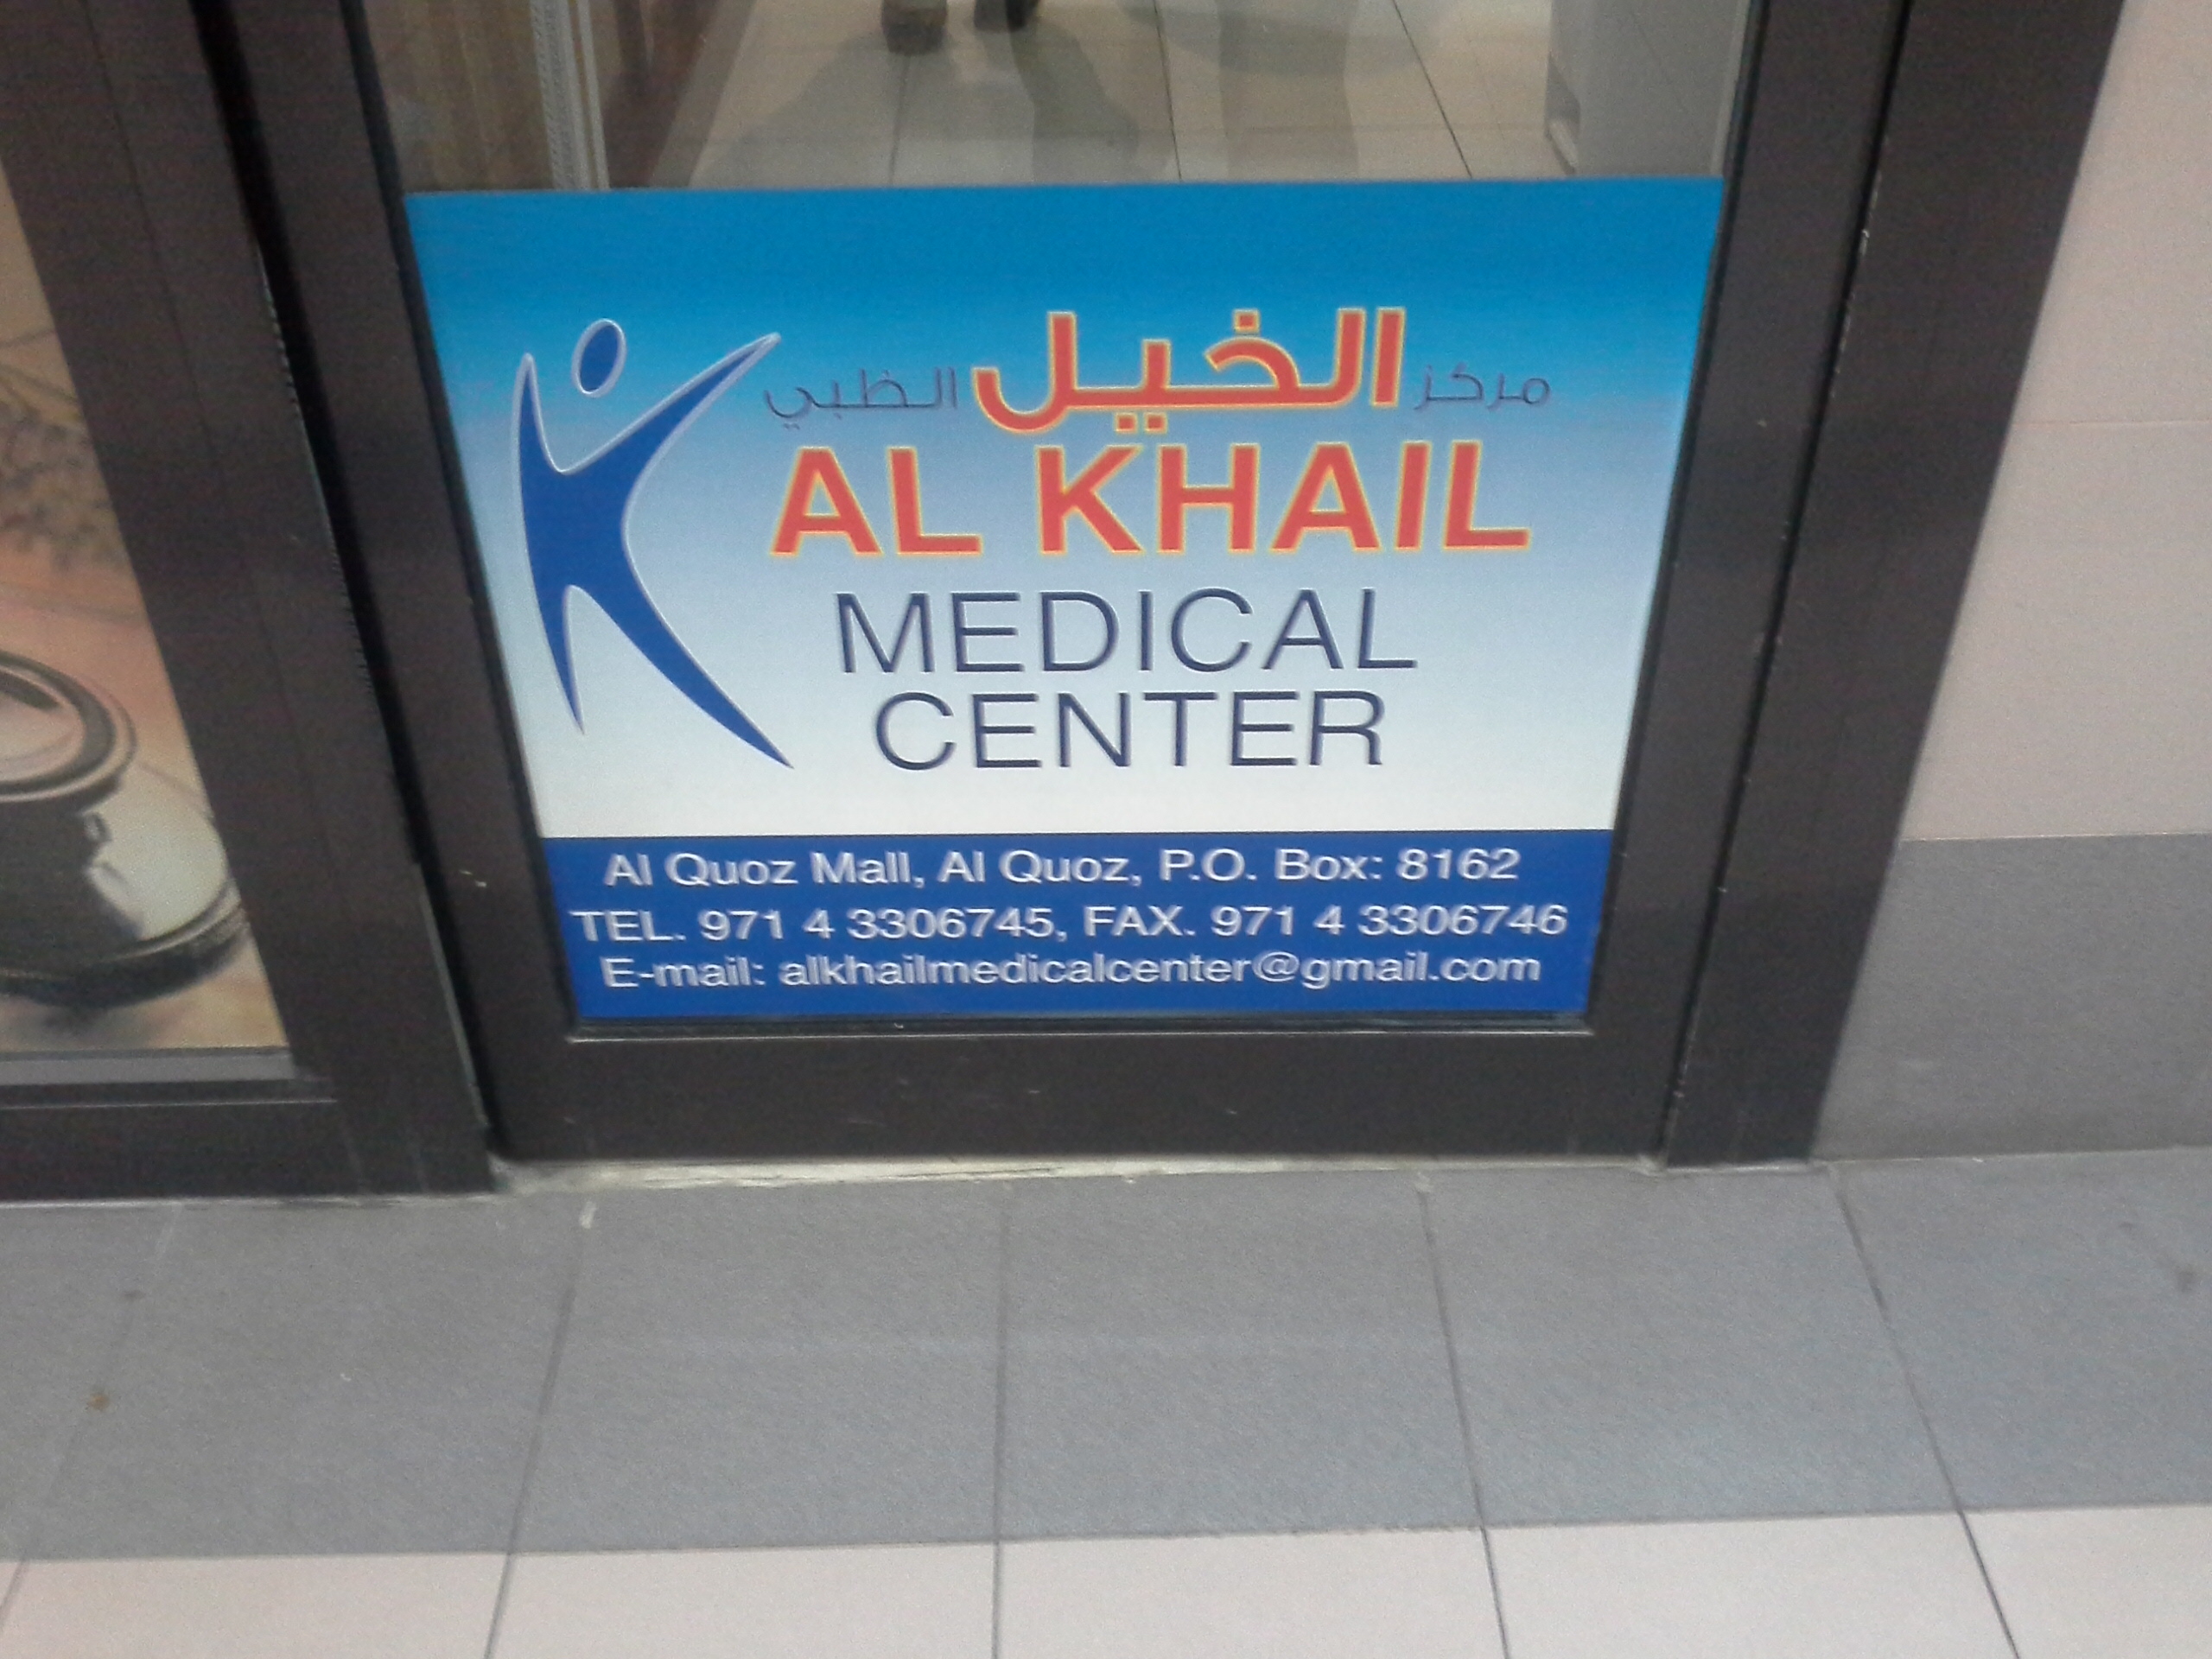 مركز الخيل الظبي
AL KHAIL
MEDICAL
CENTER
Al Quoz Mall, Al Quoz, P.O. Box: 8162
TEL. 971 4 3306745, FAX. 971 4 3306746
E-mail: alkhailmedicalcenter@gmail.com